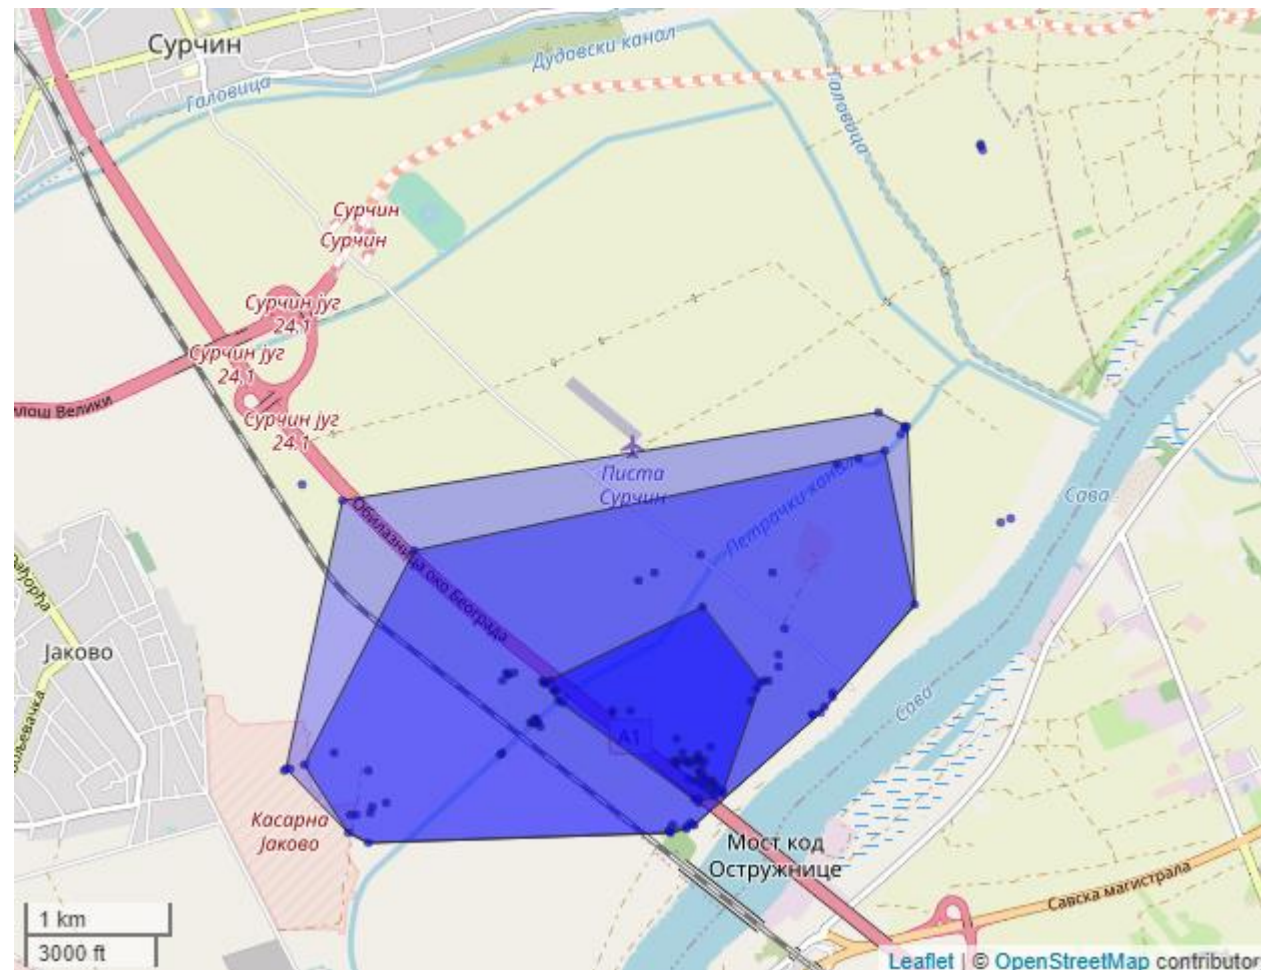 Сурчин
Дудовски канал
Галовица
Галовица
Сурчин
Сурчин
Сурчин југ
24.1
Сурчин југ
24.1
Сурчин југ
24.1
лош Велики
Писта
Сурчин
Обилазница око Београда
Петрачки канал
Сава
Јаково
Сава
A1
Касарна
Јаково
Мост код
Остружнице
Савска магистрала
1 km
3000 ft
Leaflet | © OpenStreetMap contributor